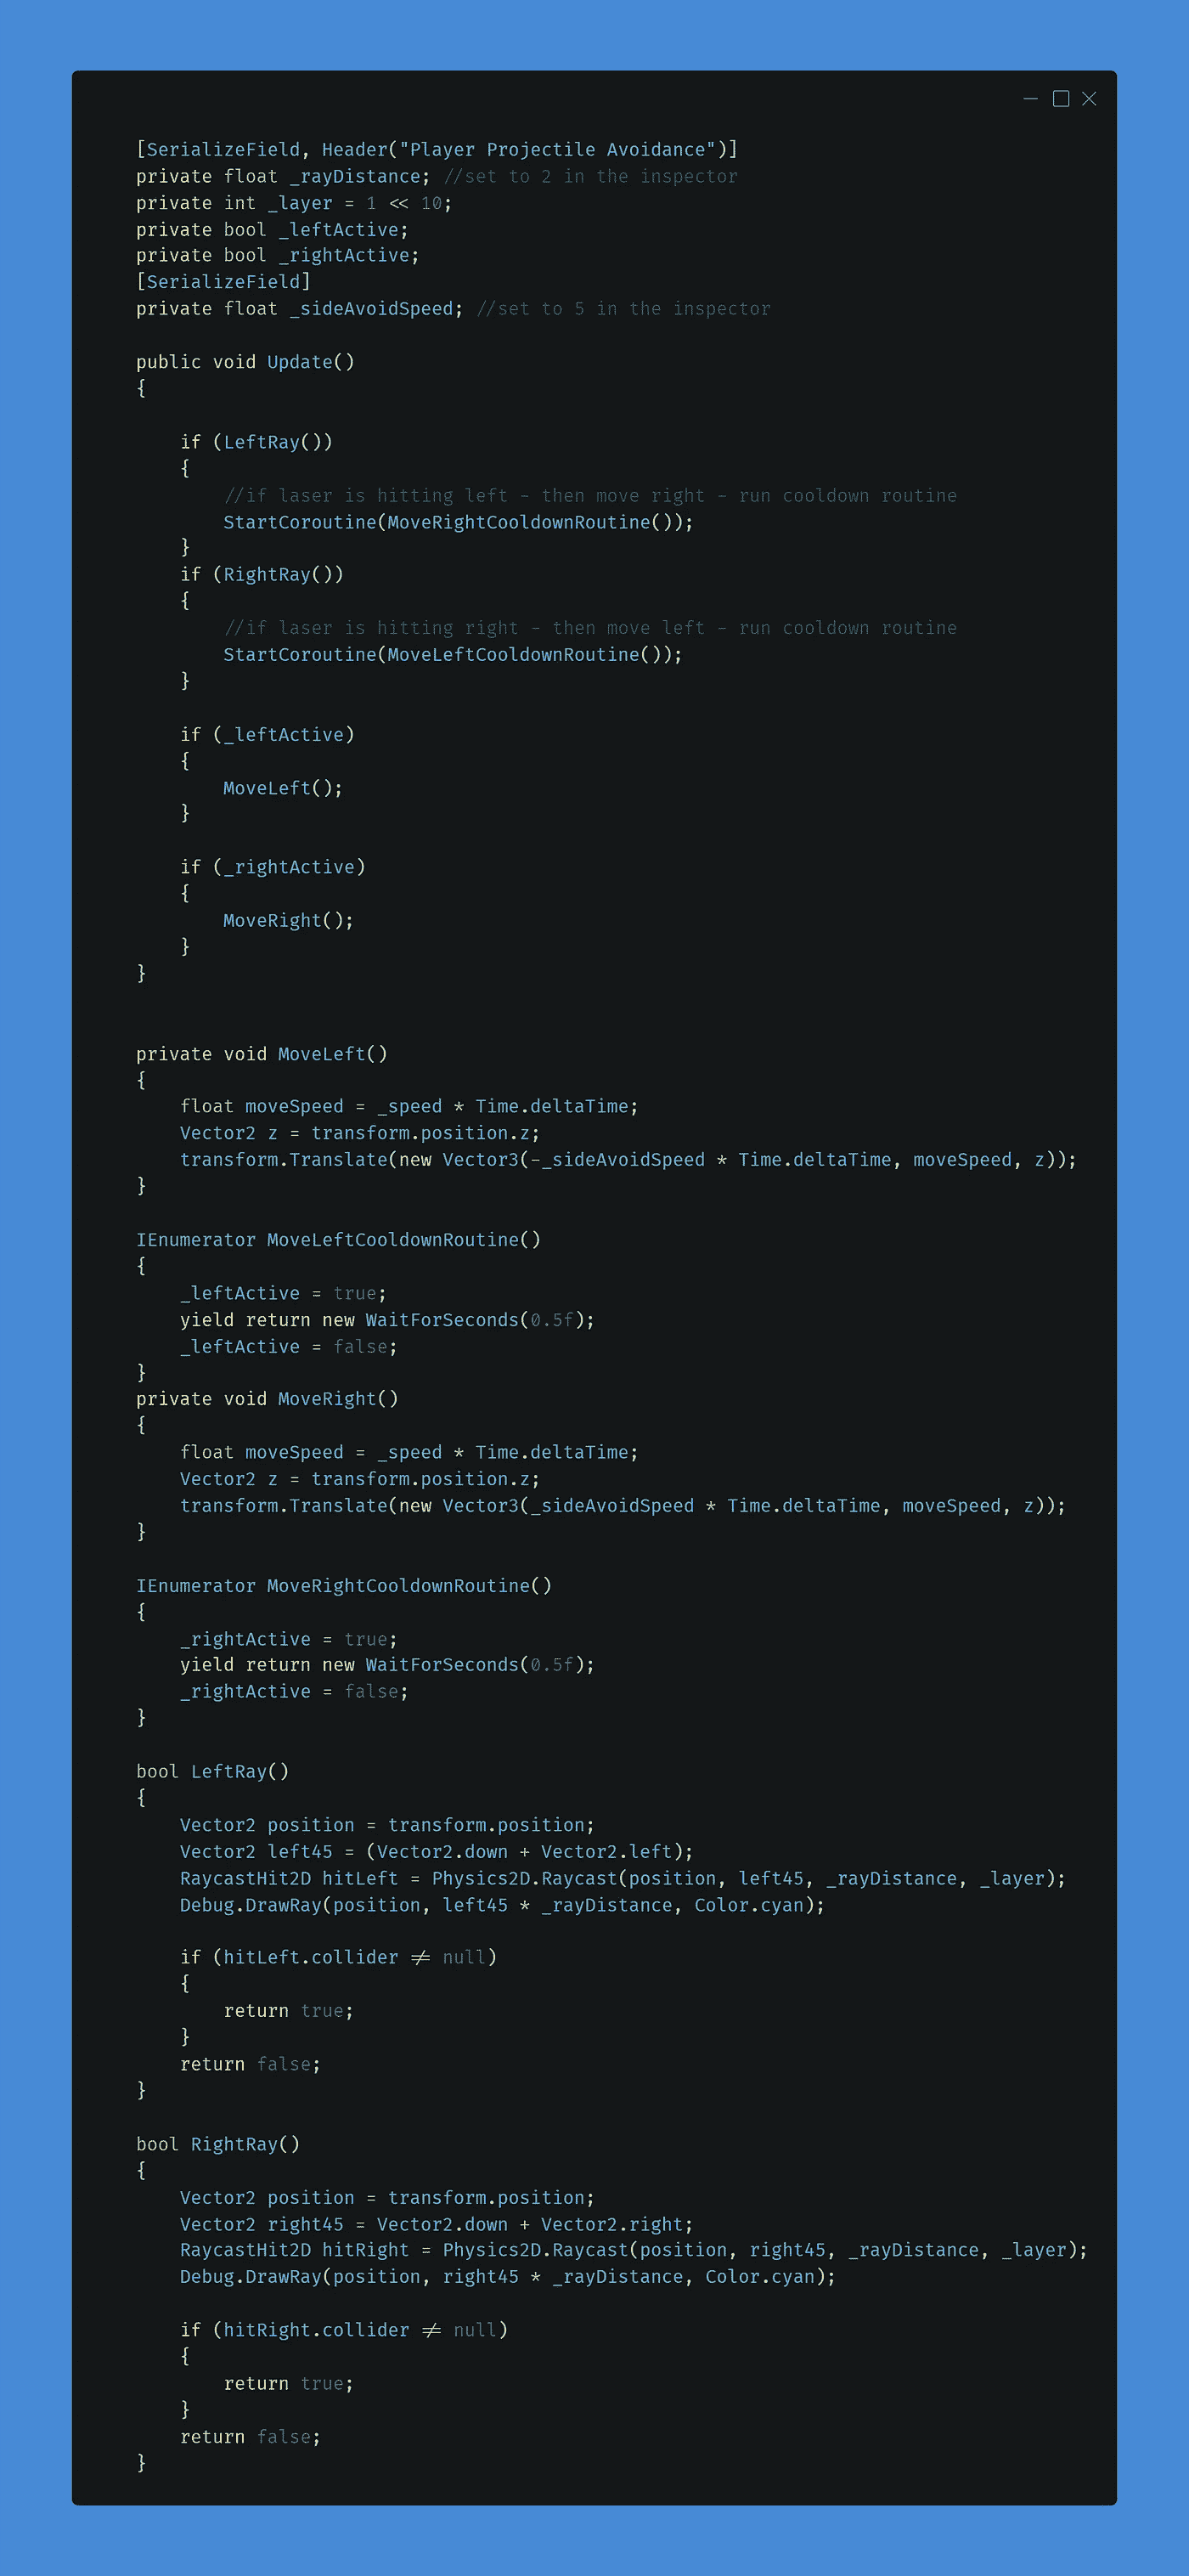 [SerializeField, Header("Player Projectile Avoidance")]
private float _rayDistance; //set to 2 in the inspector
private int _layer = 1 << 10;
private bool _leftActive;
private bool _rightActive;
[SerializeField]
private float _sideAvoidSpeed; //set to 5 in the inspector

public void Update()
{

    if (LeftRay())
    {
        //if laser is hitting left - then move right - run cooldown routine
        StartCoroutine(MoveRightCooldownRoutine());
    }
    if (RightRay())
    {
        //if laser is hitting right - then move left - run cooldown routine
        StartCoroutine(MoveLeftCooldownRoutine());
    }

    if (_leftActive)
    {
        MoveLeft();
    }

    if (_rightActive)
    {
        MoveRight();
    }
}


private void MoveLeft()
{
    float moveSpeed = _speed * Time.deltaTime;
    Vector2 z = transform.position.z;
    transform.Translate(new Vector3(-_sideAvoidSpeed * Time.deltaTime, moveSpeed, z));
}

IEnumerator MoveLeftCooldownRoutine()
{
    _leftActive = true;
    yield return new WaitForSeconds(0.5f);
    _leftActive = false;
}
private void MoveRight()
{
    float moveSpeed = _speed * Time.deltaTime;
    Vector2 z = transform.position.z;
    transform.Translate(new Vector3(_sideAvoidSpeed * Time.deltaTime, moveSpeed, z));
}

IEnumerator MoveRightCooldownRoutine()
{
    _rightActive = true;
    yield return new WaitForSeconds(0.5f);
    _rightActive = false;
}

bool LeftRay()
{
    Vector2 position = transform.position;
    Vector2 left45 = (Vector2.down + Vector2.left);
    RaycastHit2D hitLeft = Physics2D.Raycast(position, left45, _rayDistance, _layer);
    Debug.DrawRay(position, left45 * _rayDistance, Color.cyan);

    if (hitLeft.collider != null)
    {
        return true;
    }
    return false;
}

bool RightRay()
{
    Vector2 position = transform.position;
    Vector2 right45 = Vector2.down + Vector2.right;
    RaycastHit2D hitRight = Physics2D.Raycast(position, right45, _rayDistance, _layer);
    Debug.DrawRay(position, right45 * _rayDistance, Color.cyan);

    if (hitRight.collider != null)
    {
        return true;
    }
    return false;
}